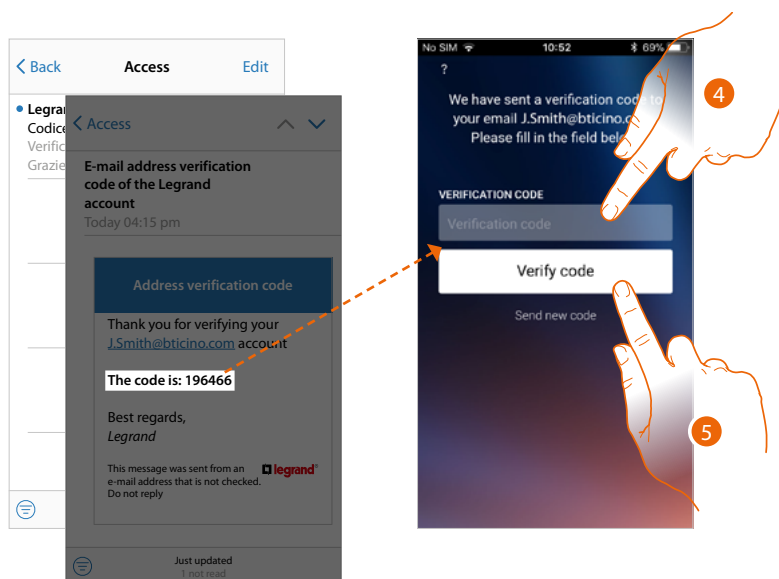 Back Access Edit
Legra
Codice
Verific
Grazie
Access
E-mail address verification
code of the Legrand
account
Today 04:15 pm
Address verification code
Thank you for verifying your
J.Smith@bticino.com account
The code is: 196466
Best regards,
Legrand
This message was sent from an
e-mail address that is not checked.
Do not reply
legrand®
Just updated
1 not read
No SIM 10:52 69%
?
We have sent a verification code to
your email J.Smith@bticino.c
Please fill in the field bel
VERIFICATION CODE
Verification code
Verify code
Send new code
4
5